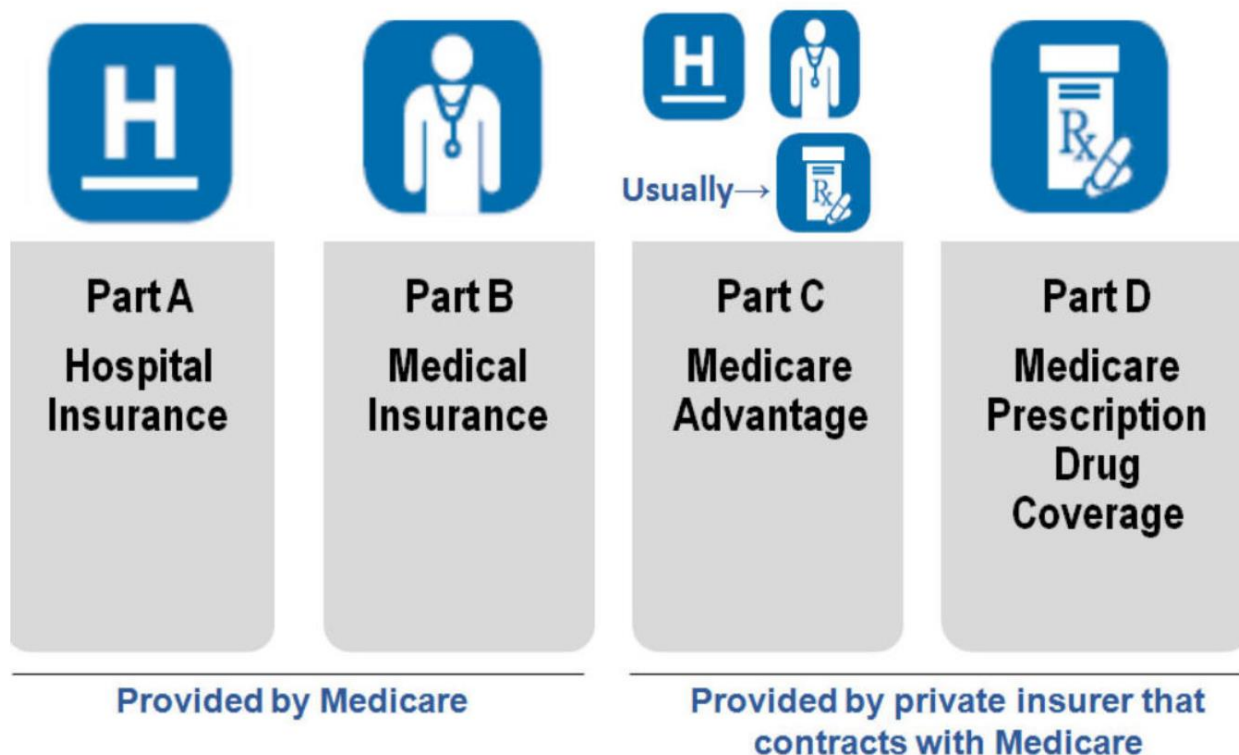 H
H
Usually→
Rx
Rx
Part A
Hospital
Insurance
Part B
Medical
Insurance
Part C
Medicare
Advantage
Part D
Medicare
Prescription
Drug
Coverage
Provided by Medicare
Provided by private insurer that
contracts with Medicare